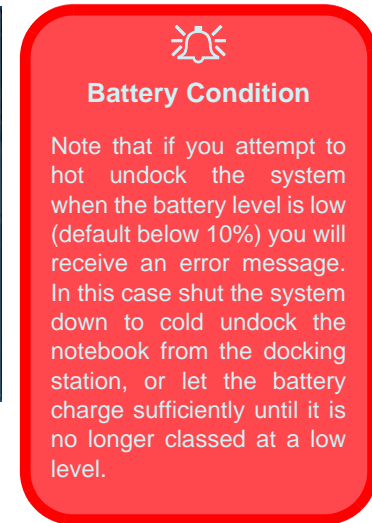 Battery Condition
Note that if you attempt to
hot undock the system
when the battery level is low
(default below 10%) you will
receive an error message.
In this case shut the system
down to cold undock the
notebook from the docking
station, or let the battery
charge sufficiently until it is
no longer classed at a low
level.